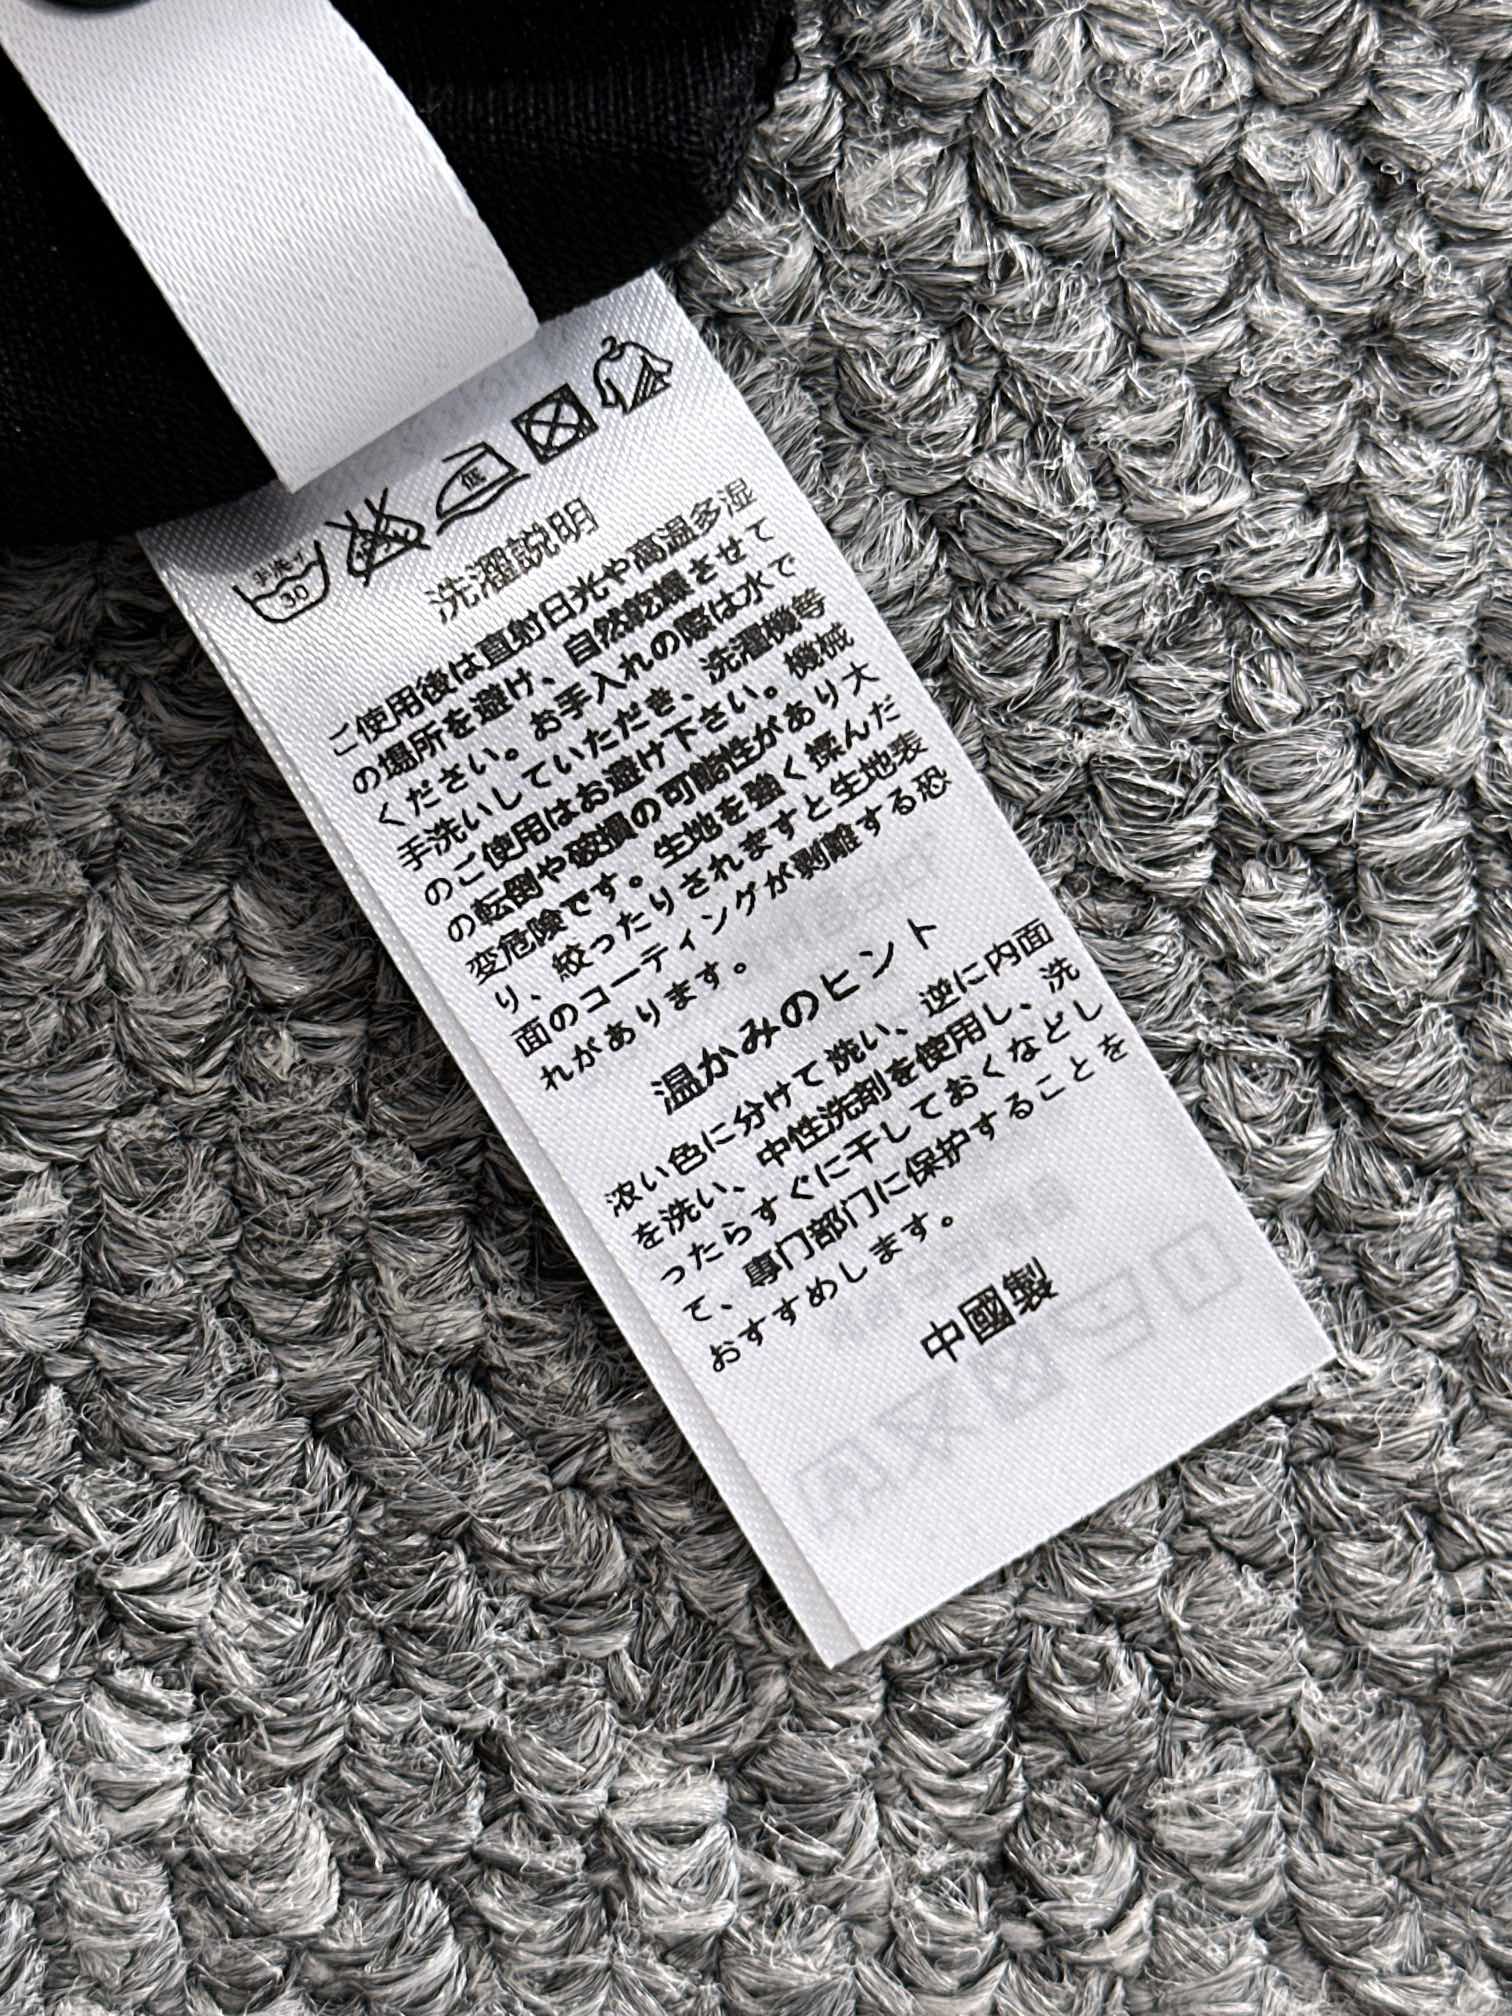 手洗イ
30
低
洗濯説明
ご使用後は直射日光や高温多湿
の場所を避け、自然乾燥させて
ください。お手入れの際は水で
手洗いしていただき、洗濯機等
のご使用はお避け下さい。機械
の転倒や破損の可能性があり大
変危険です。生地を強く揉んだ
り、絞ったりされますと生地表
面のコーティングが剥離する恐
れがあります。
温かみのヒント
浓い色に分けて洗い、逆に内面
を洗い、中性洗剤を使用し、洗
ったらすぐに干しておくなどし
て、専门部门に保护することを
おすすめします。
中國製